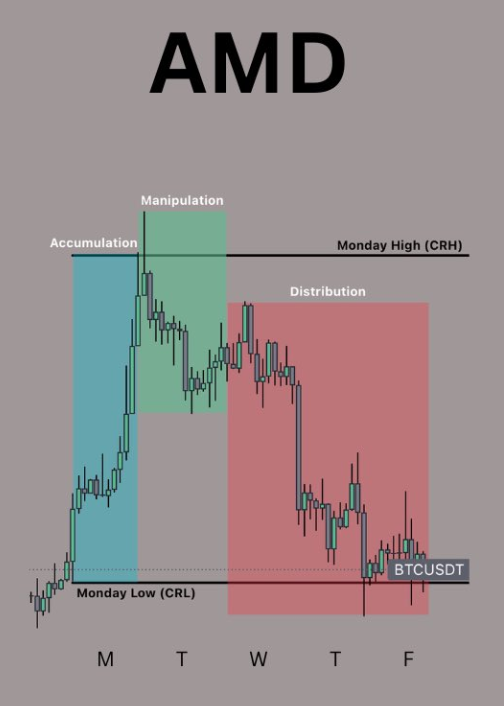 AMD
Manipulation
Accumulation
Monday High (CRH)
Distribution
BTCUSDT
Monday Low (CRL)
M T W T F